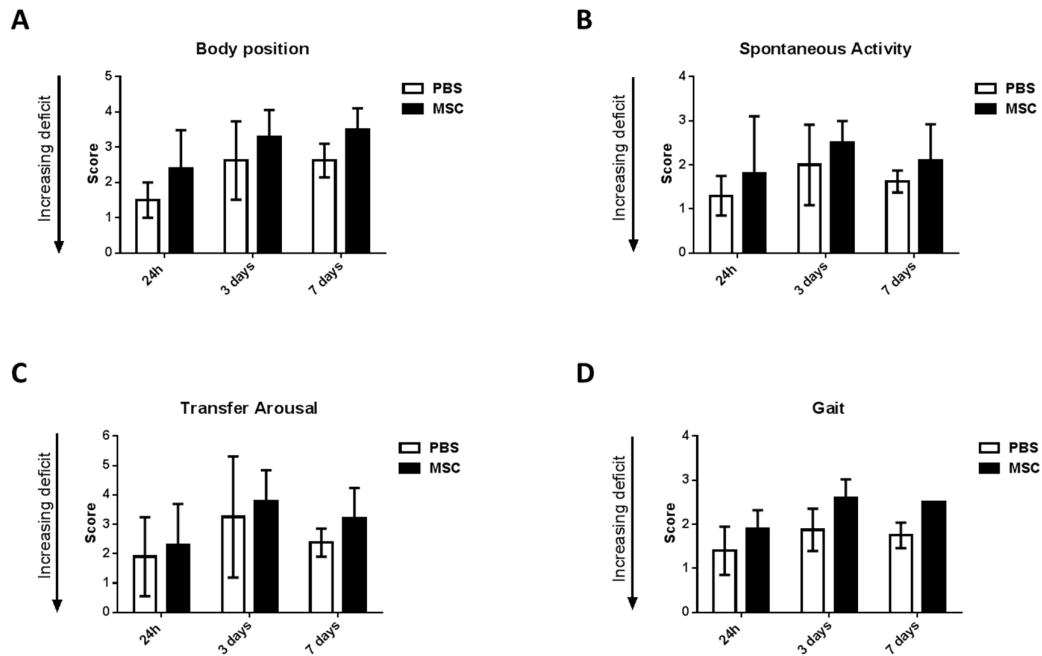 A
Body position
Increasing deficit
Score
5
4
3
2
1
0
24h
3 days
7 days
PBS
MSC
B
Spontaneous Activity
Increasing deficit
Score
4
3
2
1
0
24h
3 days
7 days
PBS
MSC
C
Transfer Arousal
Increasing deficit
Score
6
5
4
3
2
1
0
24h
3 days
7 days
PBS
MSC
D
Gait
Increasing deficit
Score
4
3
2
1
0
24h
3 days
7 days
PBS
MSC